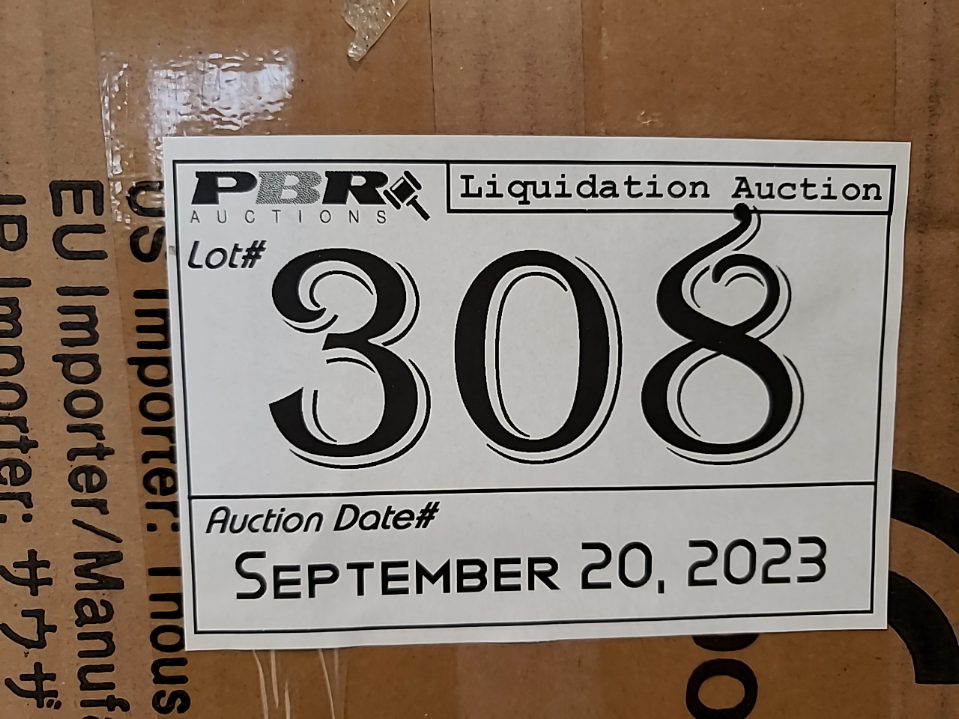 PBR
AUCTIONS
Liquidation Auction
Lot#
308
Auction Date#
September 20, 2023
US Importer:
EU Importer/Manuf
JP Importer: サウザ